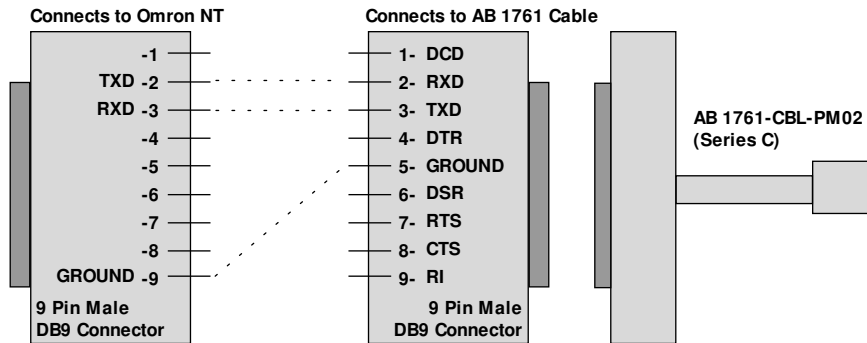 Connects to Omron NT
-1
TXD -2
RXD -3
-4
-5
-6
-7
-8
GROUND -9
9 Pin Male
DB9 Connector
Connects to AB 1761 Cable
1- DCD
2- RXD
3- TXD
4- DTR
5- GROUND
6- DSR
7- RTS
8- CTS
9- RI
9 Pin Male
DB9 Connector
AB 1761-CBL-PM02
(Series C)